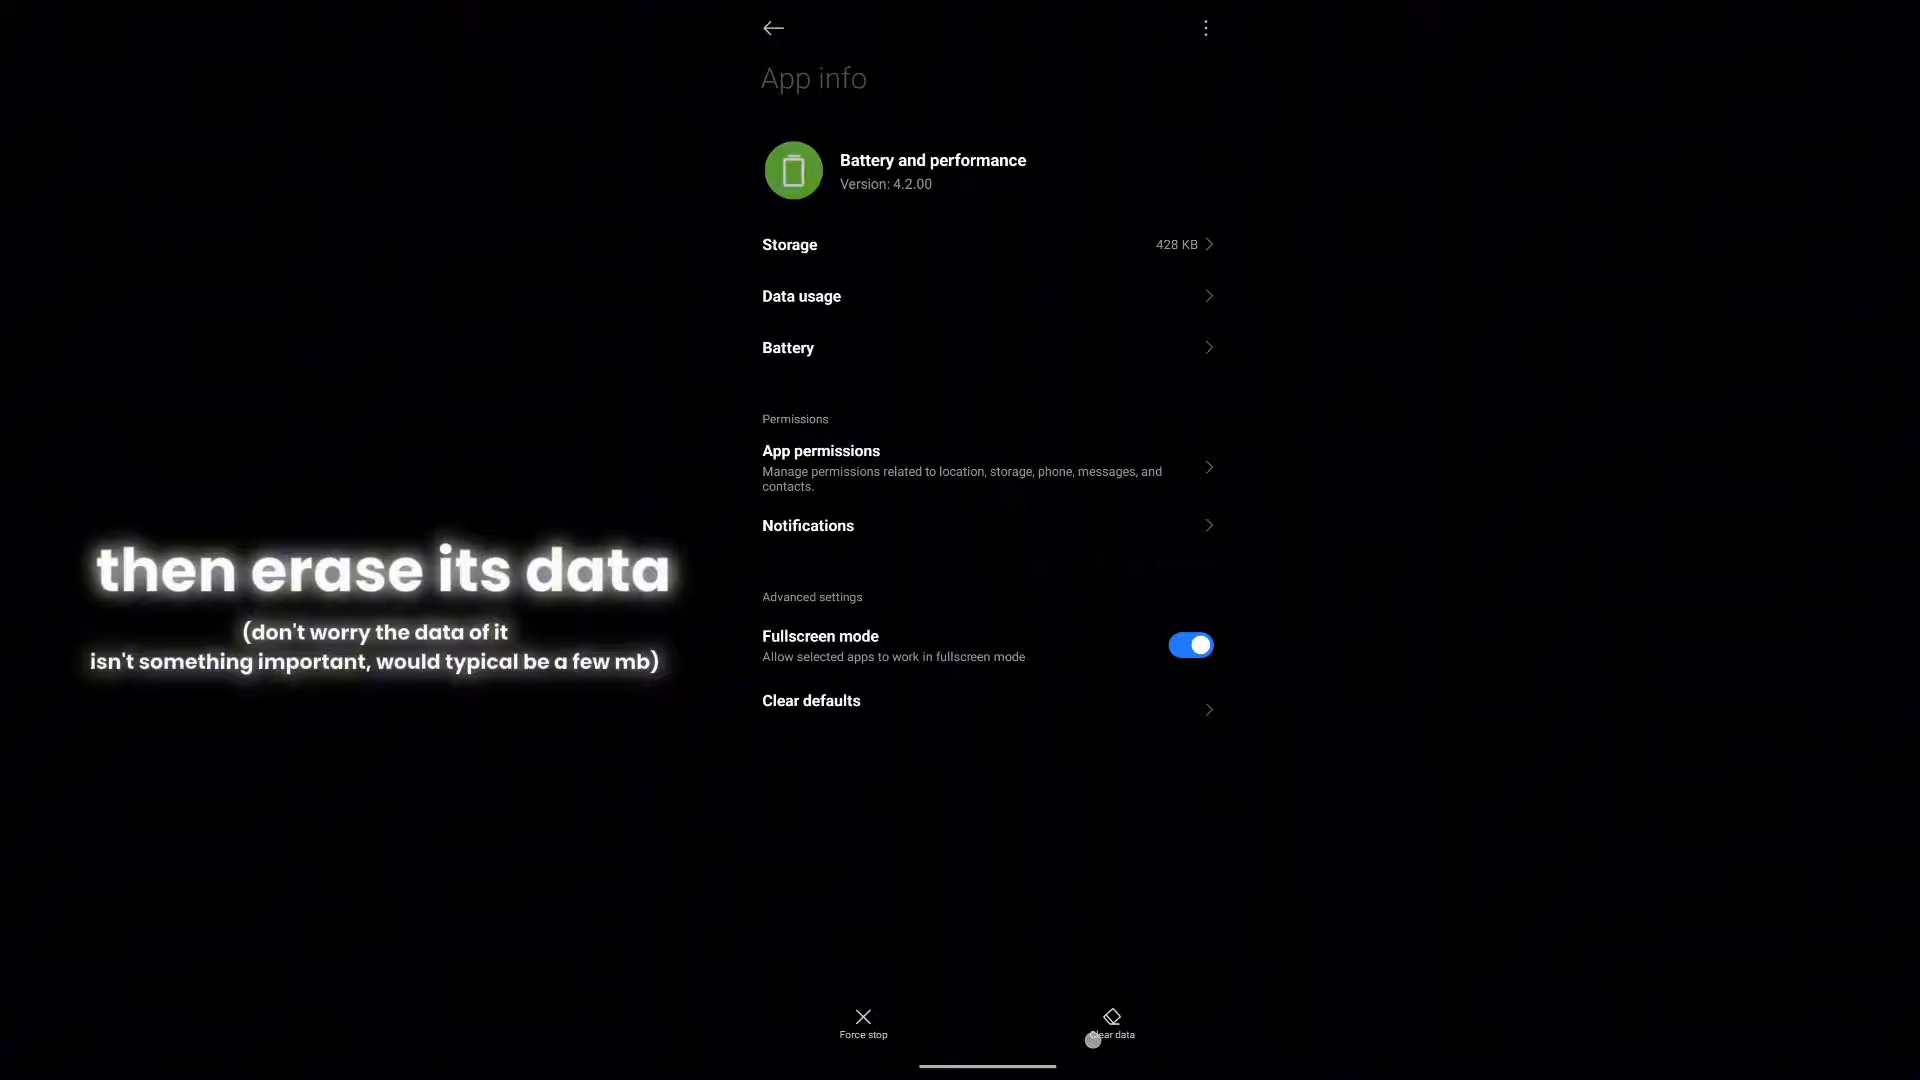 App info
Battery and performance
Version: 4.2.00
Storage
428 KB
Data usage
Battery
Permissions
App permissions
Manage permissions related to location, storage, phone, messages, and
contacts.
Notifications
then erase its data
(don't worry the data of it
isn't something important, would typical be a few mb)
Advanced settings
Fullscreen mode
Allow selected apps to work in fullscreen mode
Clear defaults
Force stop
Clear data